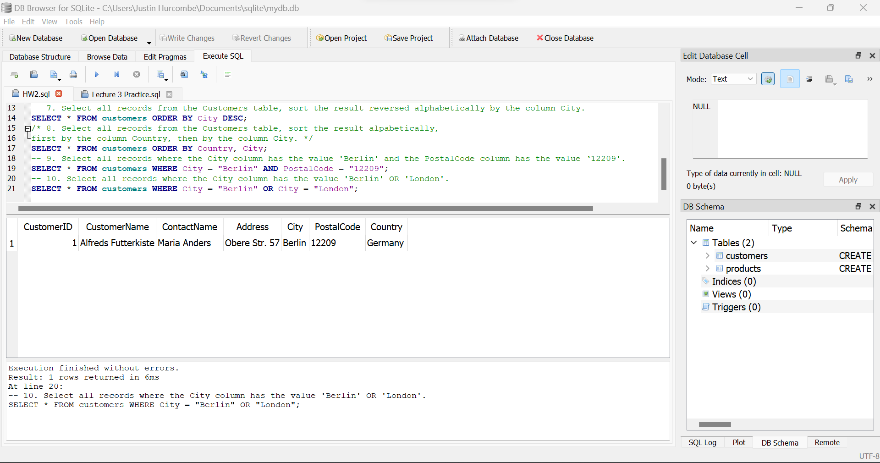 DB Browser for SQLite - C:\Users\Justin Hurcombe\Documents\sqlite\mydb.db
File Edit View Tools Help
New Database Open Database Write Changes Revert Changes Open Project Save Project Attach Database Close Database
Database Structure Browse Data Edit Pragmas Execute SQL
HW2.sql Lecture 3 Practice.sql
13 7. Select all records from the Customers table, sort the result reversed alphabetically by the column City.
14 SELECT * FROM customers ORDER BY City DESC;
15 /* 8. Select all records from the Customers table, sort the result alpabetically,
16 first by the column Country, then by the column City. */
17 SELECT * FROM customers ORDER BY Country, City;
18 -- 9. Select all records where the City column has the value 'Berlin' and the PostalCode column has the value '12209'.
19 SELECT * FROM customers WHERE City = "Berlin" AND PostalCode = "12209";
20 -- 10. Select all records where the City column has the value 'Berlin' OR 'London'.
21 SELECT * FROM customers WHERE City = "Berlin" OR City = "London";
CustomerID CustomerName ContactName Address City PostalCode Country
1 1 Alfreds Futterkiste Maria Anders Obere Str. 57 Berlin 12209 Germany
Execution finished without errors.
Result: 1 rows returned in 6ms
At line 20:
-- 10. Select all records where the City column has the value 'Berlin' OR 'London'.
SELECT * FROM customers WHERE City = "Berlin" OR "London";
Edit Database Cell
Mode: Text
NULL
Type of data currently in cell: NULL
0 byte(s)
Apply
DB Schema
Name Type Schema
Tables (2)
customers CREATE
products CREATE
Indices (0)
Views (0)
Triggers (0)
SQL Log Plot DB Schema Remote
UTF-8